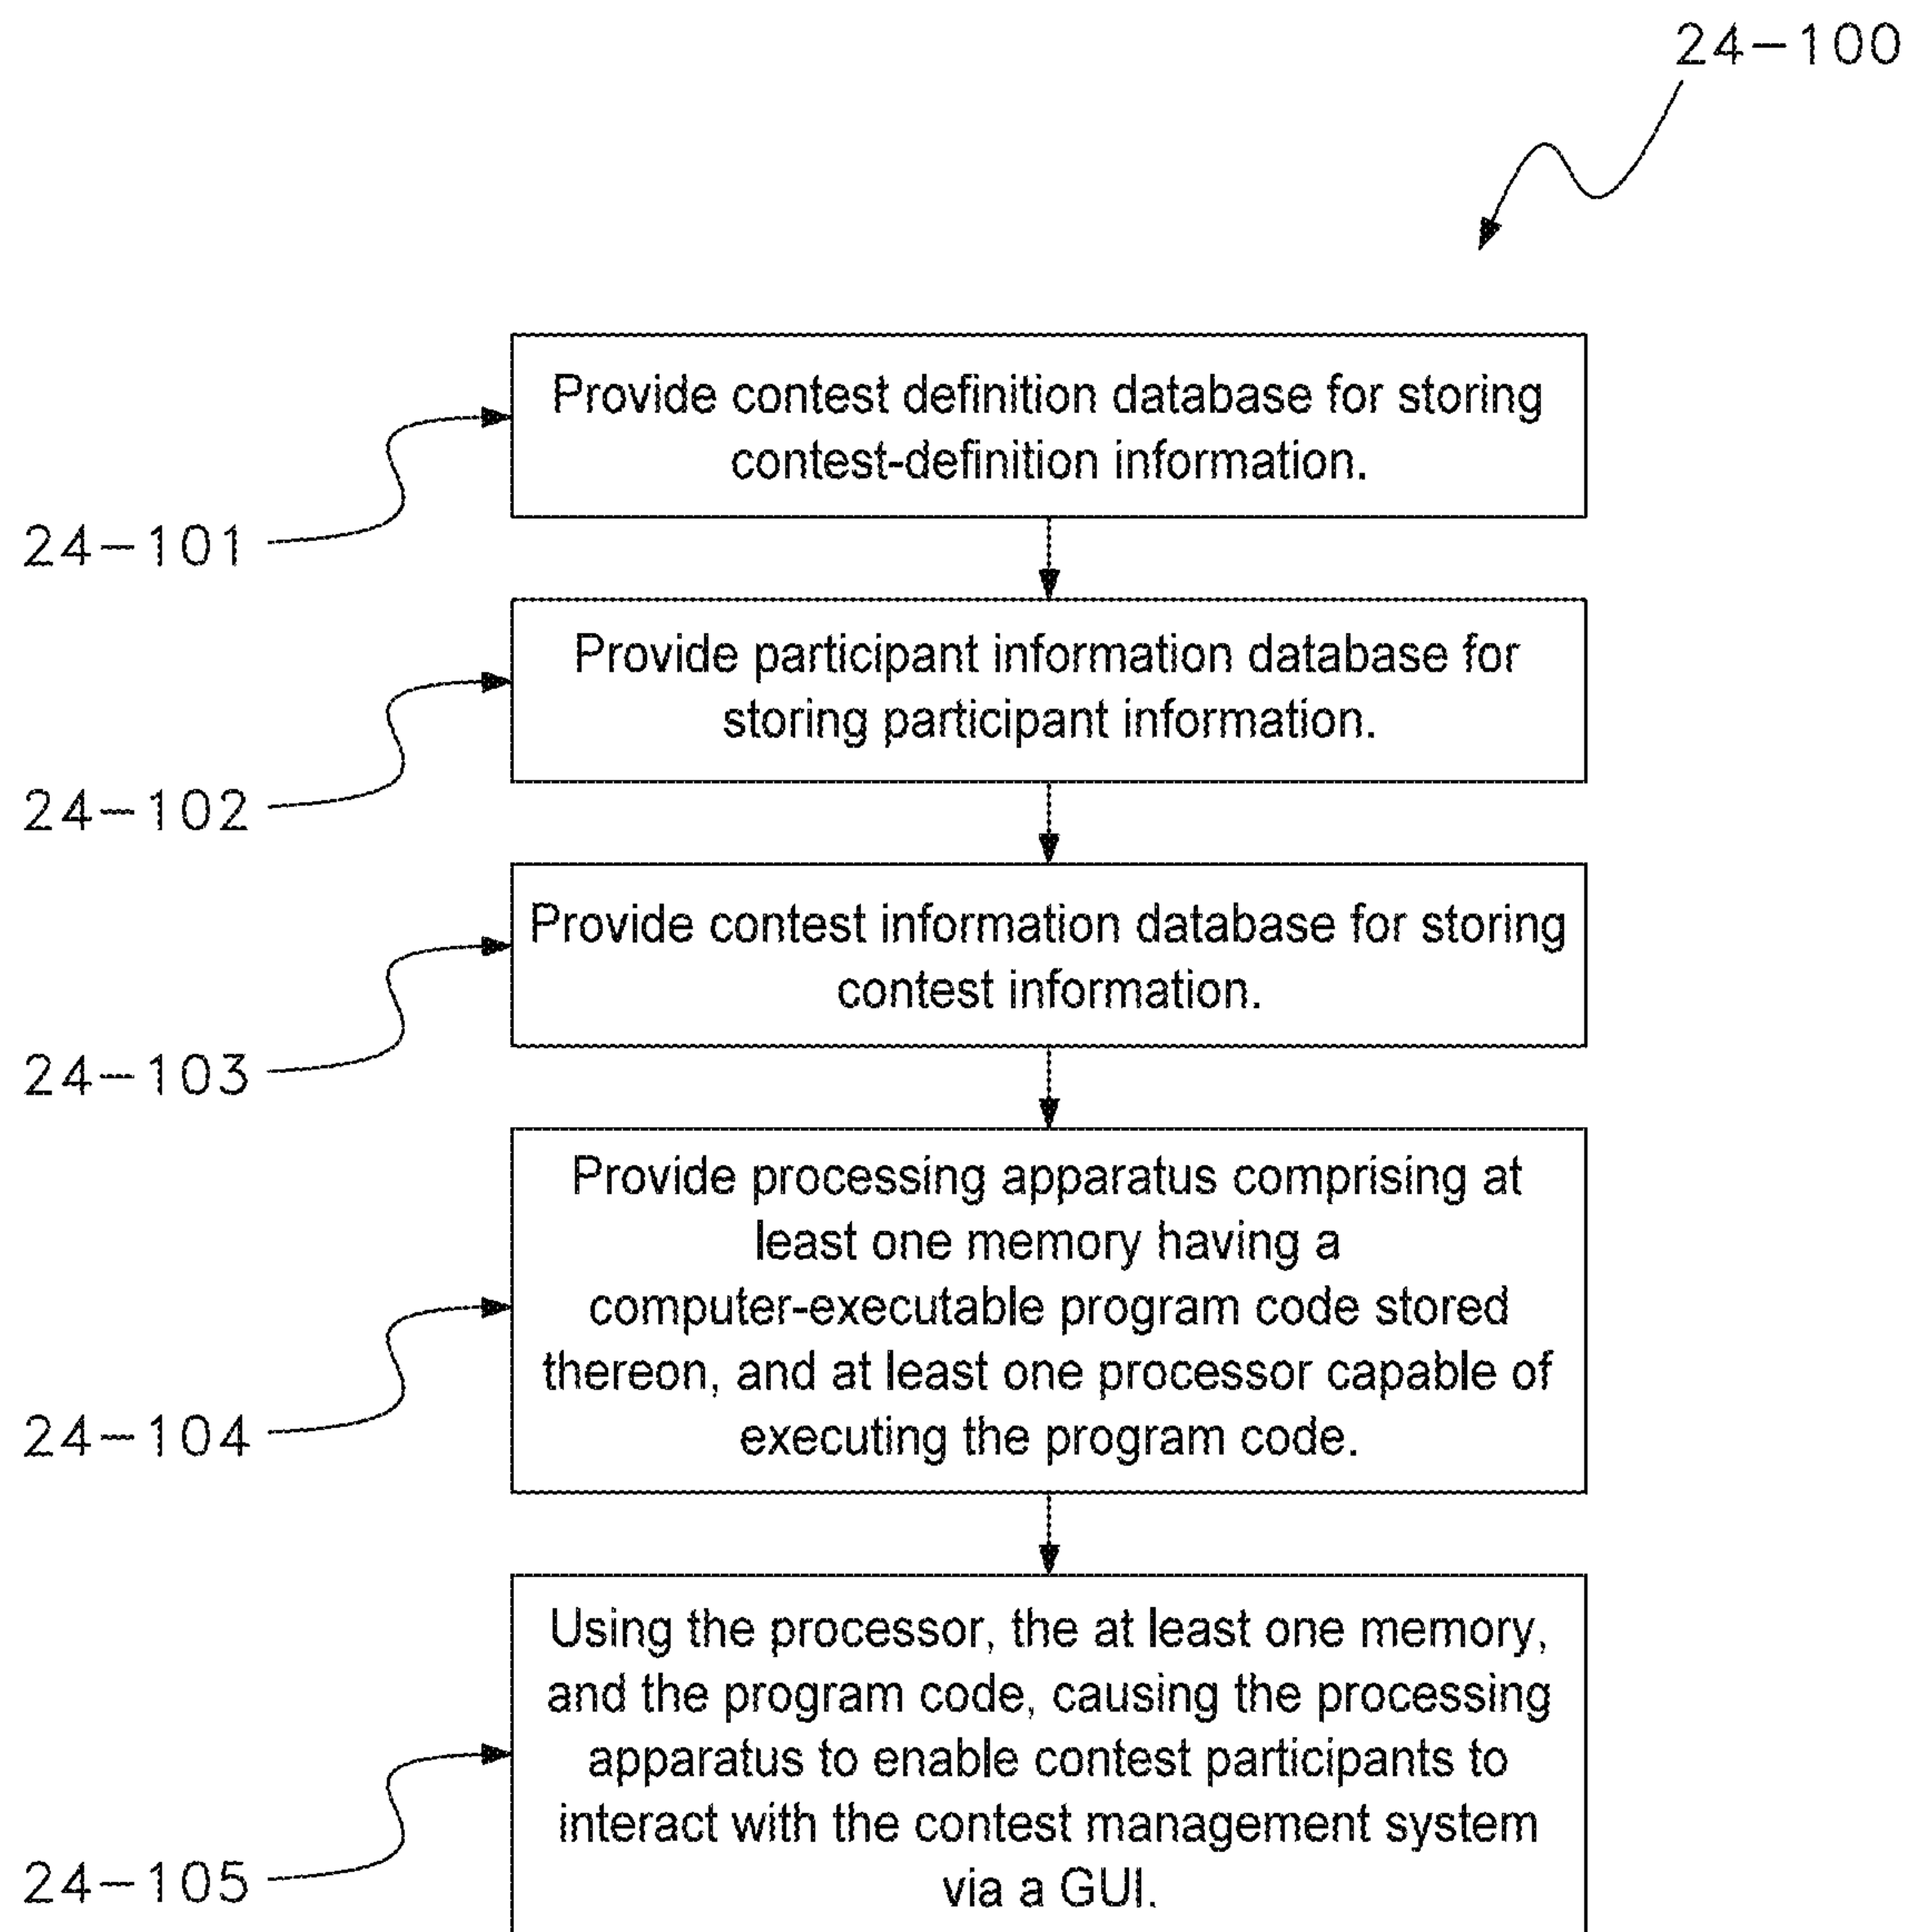 24-100
Provide contest definition database for storing
contest-definition information.
24-101
Provide participant information database for
storing participant information.
24-102
Provide contest information database for storing
contest information.
24-103
Provide processing apparatus comprising at
least one memory having a
computer-executable program code stored
thereon, and at least one processor capable of
executing the program code.
24-104
Using the processor, the at least one memory,
and the program code, causing the processing
apparatus to enable contest participants to
interact with the contest management system
via a GUI.
24-105